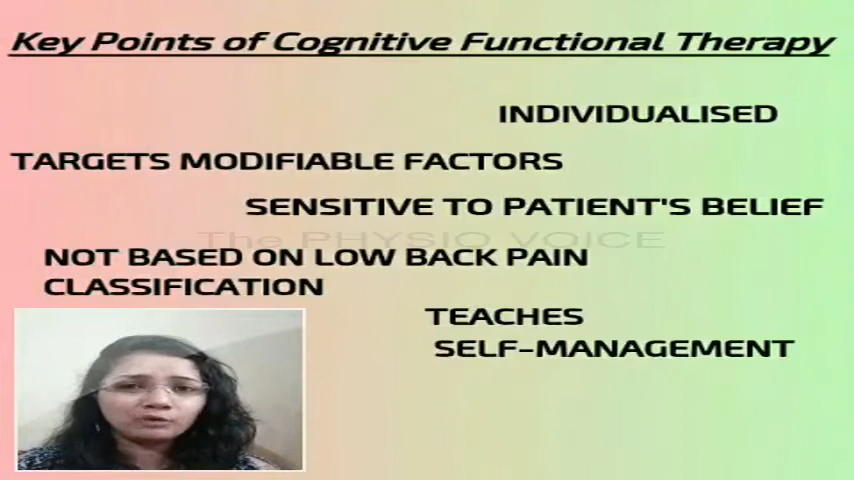 Key Points of Cognitive Functional Therapy
INDIVIDUALISED
TARGETS MODIFIABLE FACTORS
SENSITIVE TO PATIENT'S BELIEF
The PHYSIO VOICE
NOT BASED ON LOW BACK PAIN
CLASSIFICATION
TEACHES
SELF-MANAGEMENT